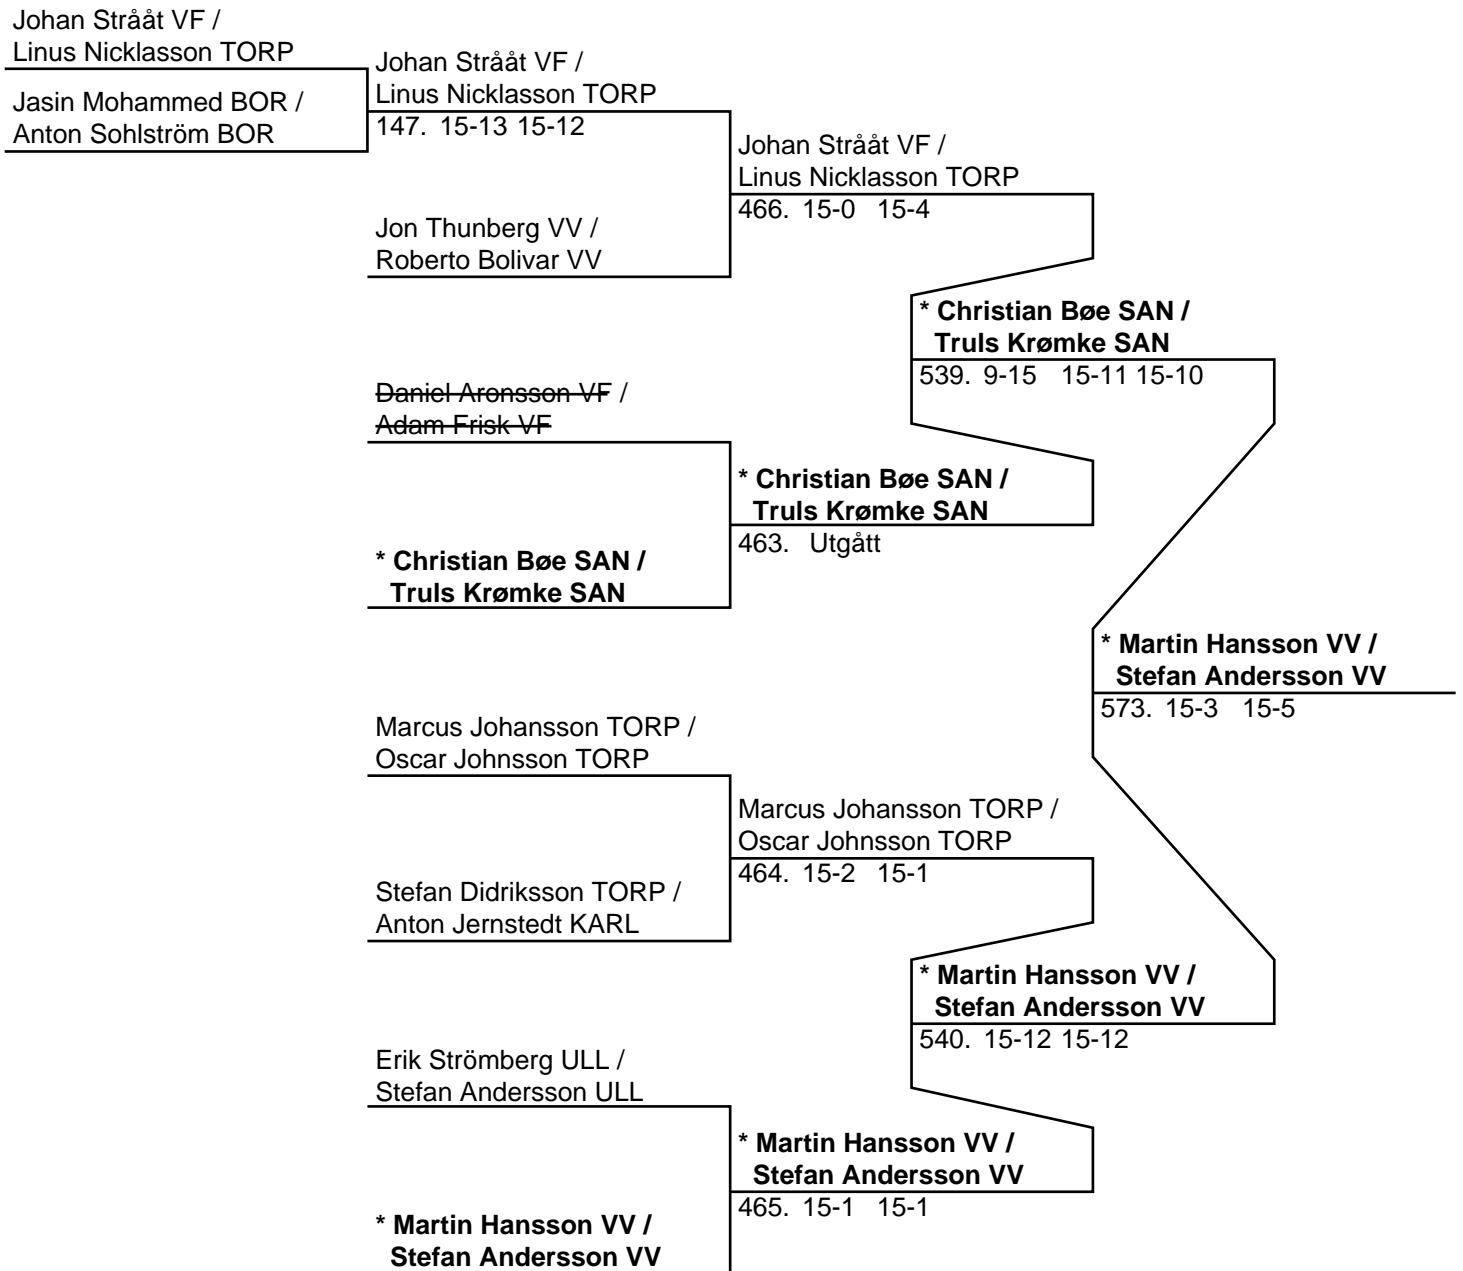 Johan Strååt VF /
Linus Nicklasson TORP
Jasin Mohammed BOR /
Anton Sohlström BOR
Johan Strååt VF /
Linus Nicklasson TORP
147. 15-13 15-12
Jon Thunberg VV /
Roberto Bolivar VV
Johan Strååt VF /
Linus Nicklasson TORP
466. 15-0 15-4
Daniel Aronsson VF /
Adam Frisk VF
* Christian Bøe SAN /
Truls Krømke SAN
* Christian Bøe SAN /
Truls Krømke SAN
463. Utgått
* Christian Bøe SAN /
Truls Krømke SAN
539. 9-15 15-11 15-10
Marcus Johansson TORP /
Oscar Johnsson TORP
Stefan Didriksson TORP /
Anton Jernstedt KARL
Marcus Johansson TORP /
Oscar Johnsson TORP
464. 15-2 15-1
Erik Strömberg ULL /
Stefan Andersson ULL
* Martin Hansson VV /
Stefan Andersson VV
* Martin Hansson VV /
Stefan Andersson VV
465. 15-1 15-1
* Martin Hansson VV /
Stefan Andersson VV
540. 15-12 15-12
* Martin Hansson VV /
Stefan Andersson VV
573. 15-3 15-5